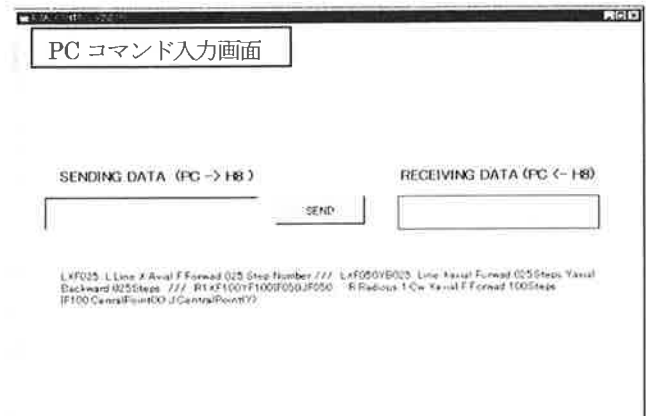 PC コマンド入力画面
SENDING DATA (PC -> H8 )
RECEIVING DATA (PC <- H8)
SEND
LXF025 L Line X Axial F Forwad 025 Step Number /// LXF050YB025 Line Xaxial Forwad 025Steps Yaxial
Backward 025Steps /// R1XF100YF100IF050JF050 R Radious 1 Cw Xaxial F Forwad 100Steps
IF100 CentralPoint(X) J CentralPoint(Y)